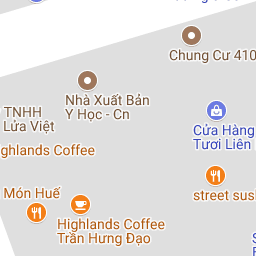 Chung Cư 410
Nhà Xuất Bản
Y Học - Cn
TNHH
Lửa Việt
Cửa Hàng
Tươi Liên
ghlands Coffee
Món Huế
street sus
Highlands Coffee
Trần Hưng Đạo